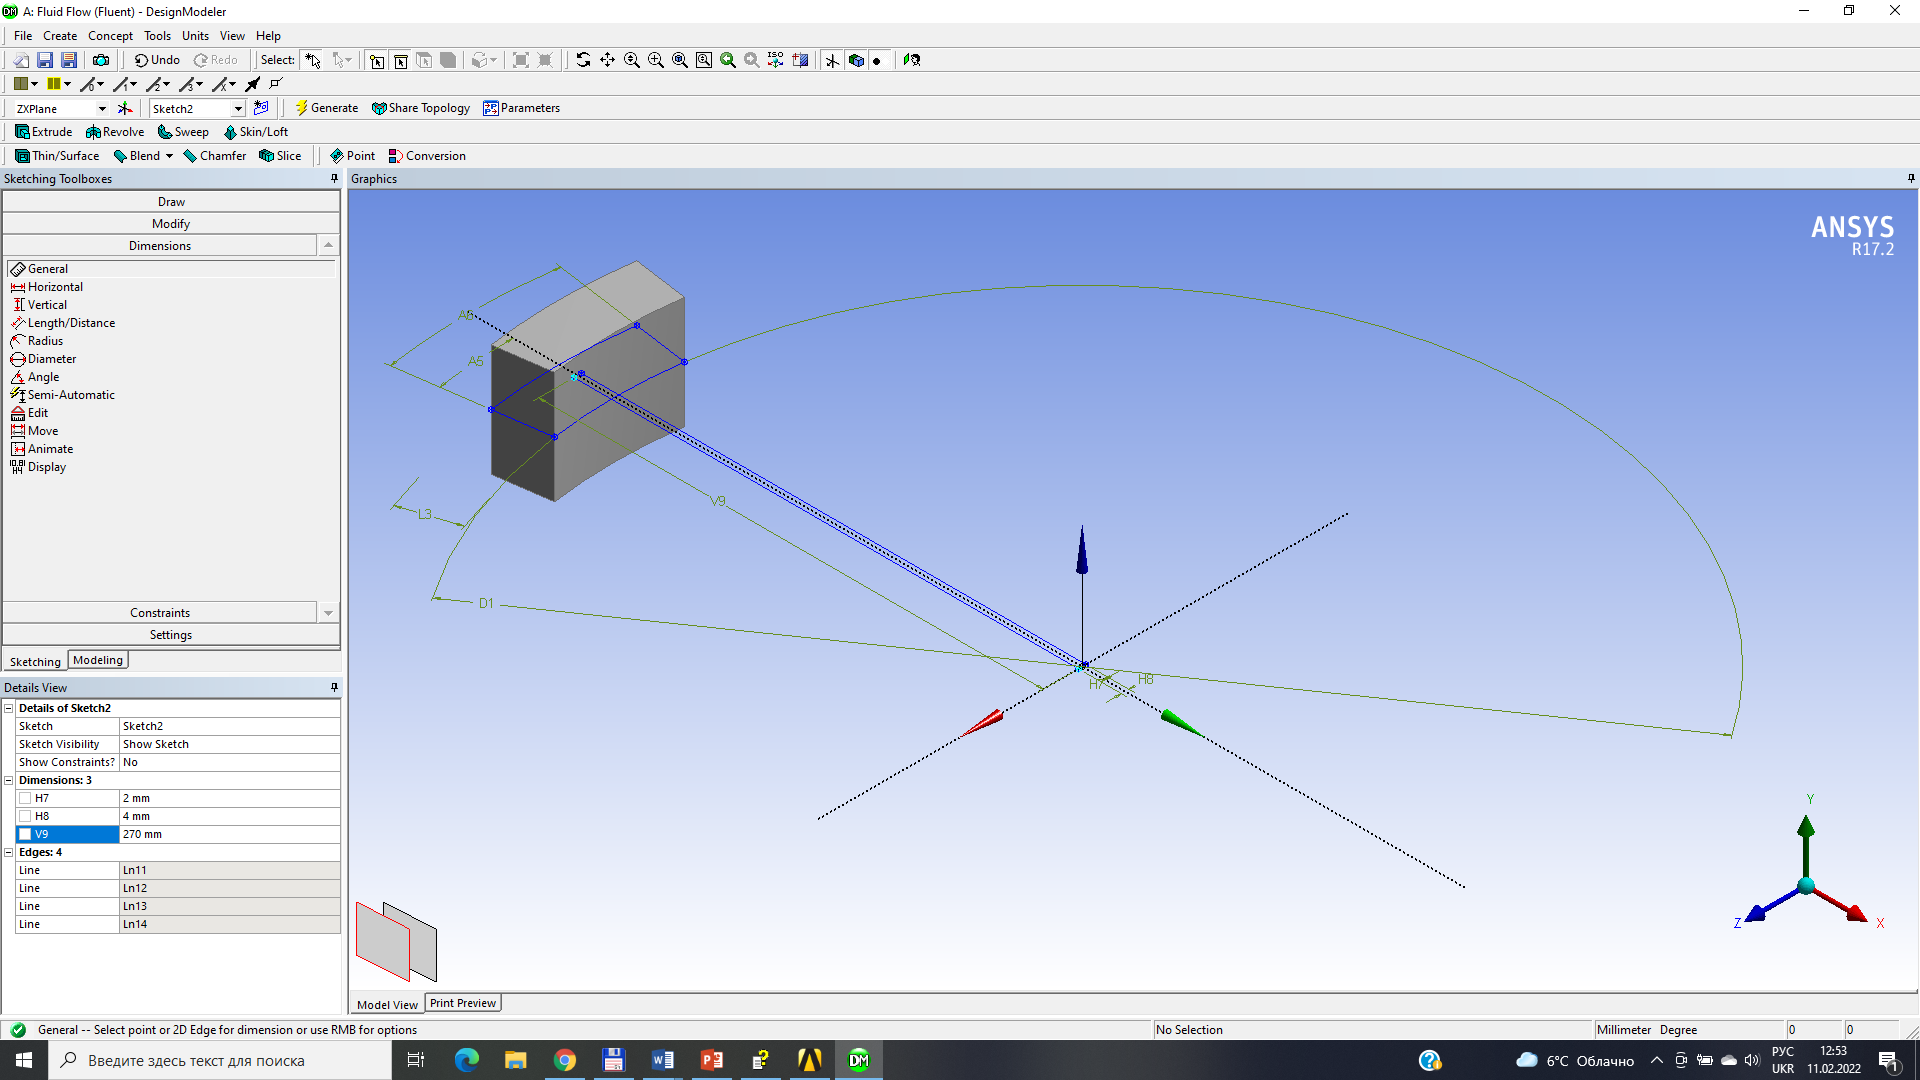 A: Fluid Flow (Fluent) - DesignModeler
File Create Concept Tools Units View Help
Undo Redo Select: ISO
ZXPlane Sketch2 Generate Share Topology Parameters
Extrude Revolve Sweep Skin/Loft
Thin/Surface Blend Chamfer Slice Point Conversion
Sketching Toolboxes
Draw
Modify
Dimensions
General
Horizontal
Vertical
Length/Distance
Radius
Diameter
Angle
Semi-Automatic
Edit
Move
Animate
Display
Constraints
Settings
Sketching Modeling
Details View
Details of Sketch2
Sketch Sketch2
Sketch Visibility Show Sketch
Show Constraints? No
Dimensions: 3
H7 2 mm
H8 4 mm
V9 270 mm
Edges: 4
Line Ln11
Line Ln12
Line Ln13
Line Ln14
Graphics
ANSYS
R17.2
A5
L3
V9
D1
H7
H8
Y
Z
X
Model View Print Preview
General -- Select point or 2D Edge for dimension or use RMB for options No Selection Millimeter Degree 0 0
Введите здесь текст для поиска
6°C Облачно
РУС
UKR
12:53
11.02.2022
1